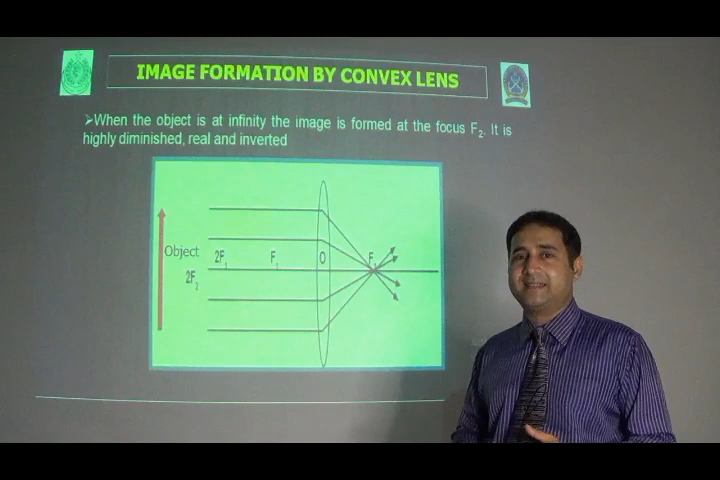 IMAGE FORMATION BY CONVEX LENS
➤When the object is at infinity the image is formed at the focus F₂. It is
highly diminished, real and inverted
Object 2F₁ F₁ O F
2F₂